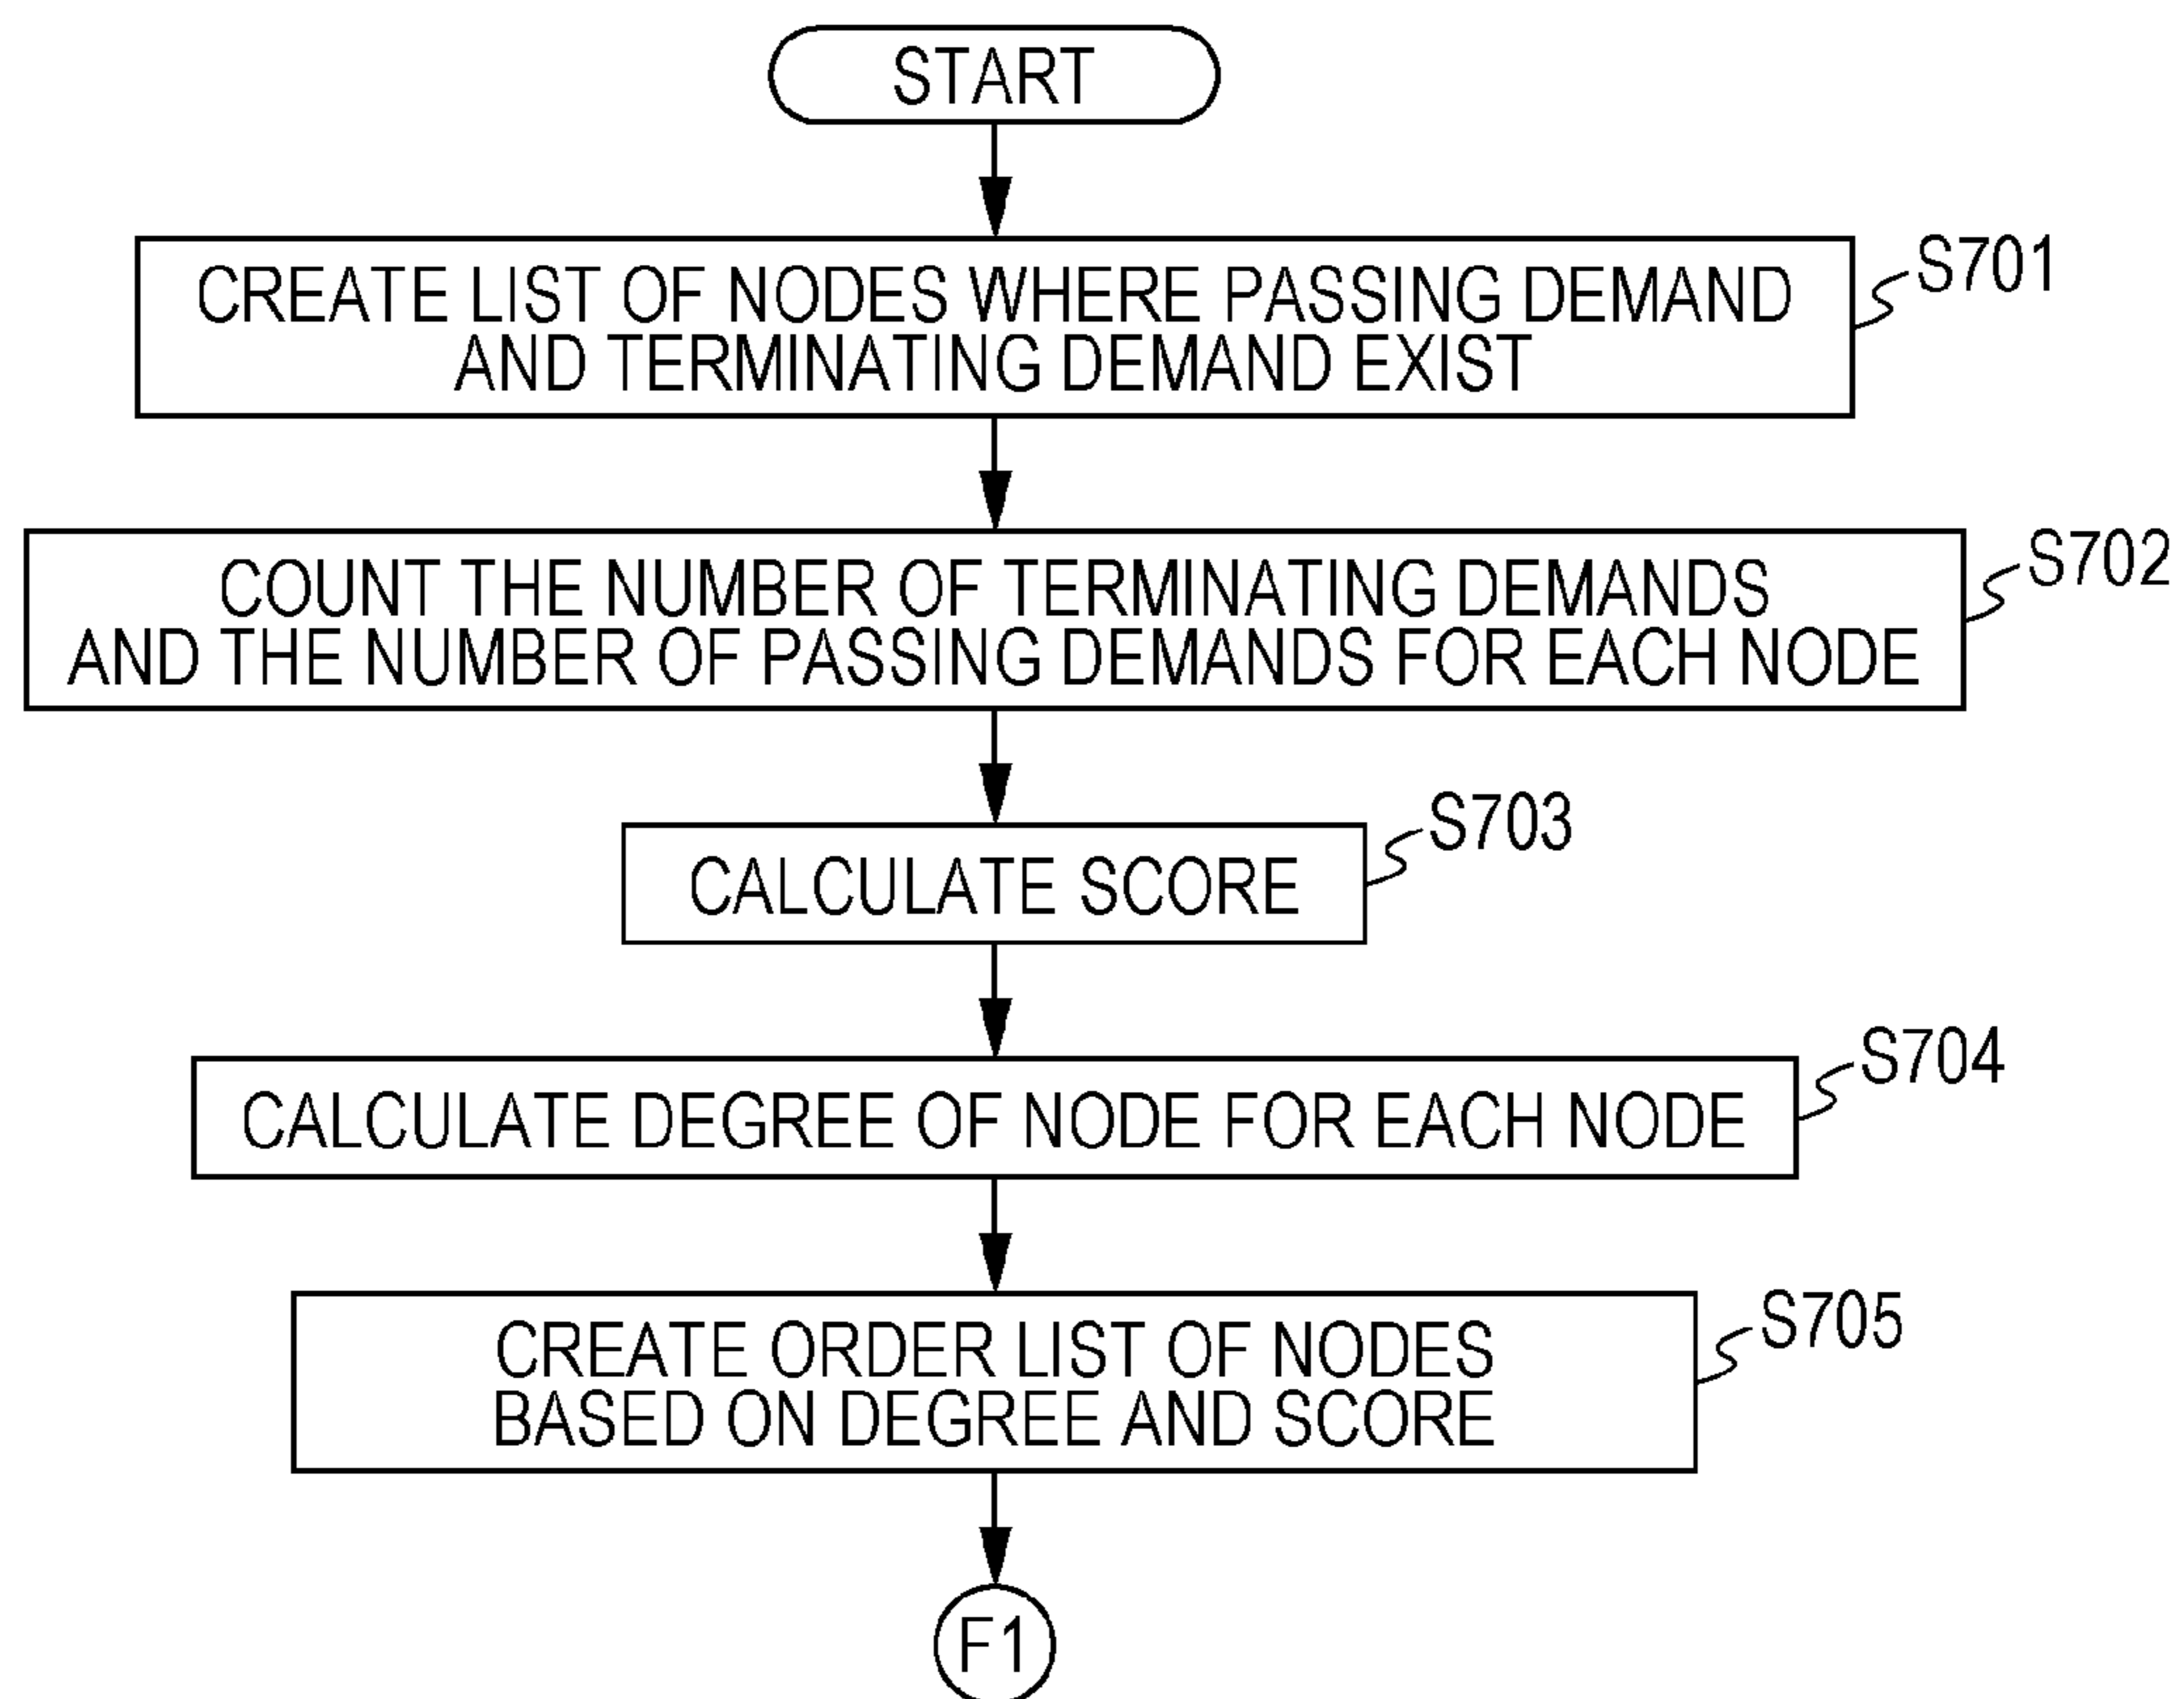 START
S701
CREATE LIST OF NODES WHERE PASSING DEMAND
AND TERMINATING DEMAND EXIST
S702
COUNT THE NUMBER OF TERMINATING DEMANDS
AND THE NUMBER OF PASSING DEMANDS FOR EACH NODE
S703
CALCULATE SCORE
S704
CALCULATE DEGREE OF NODE FOR EACH NODE
S705
CREATE ORDER LIST OF NODES
BASED ON DEGREE AND SCORE
F1